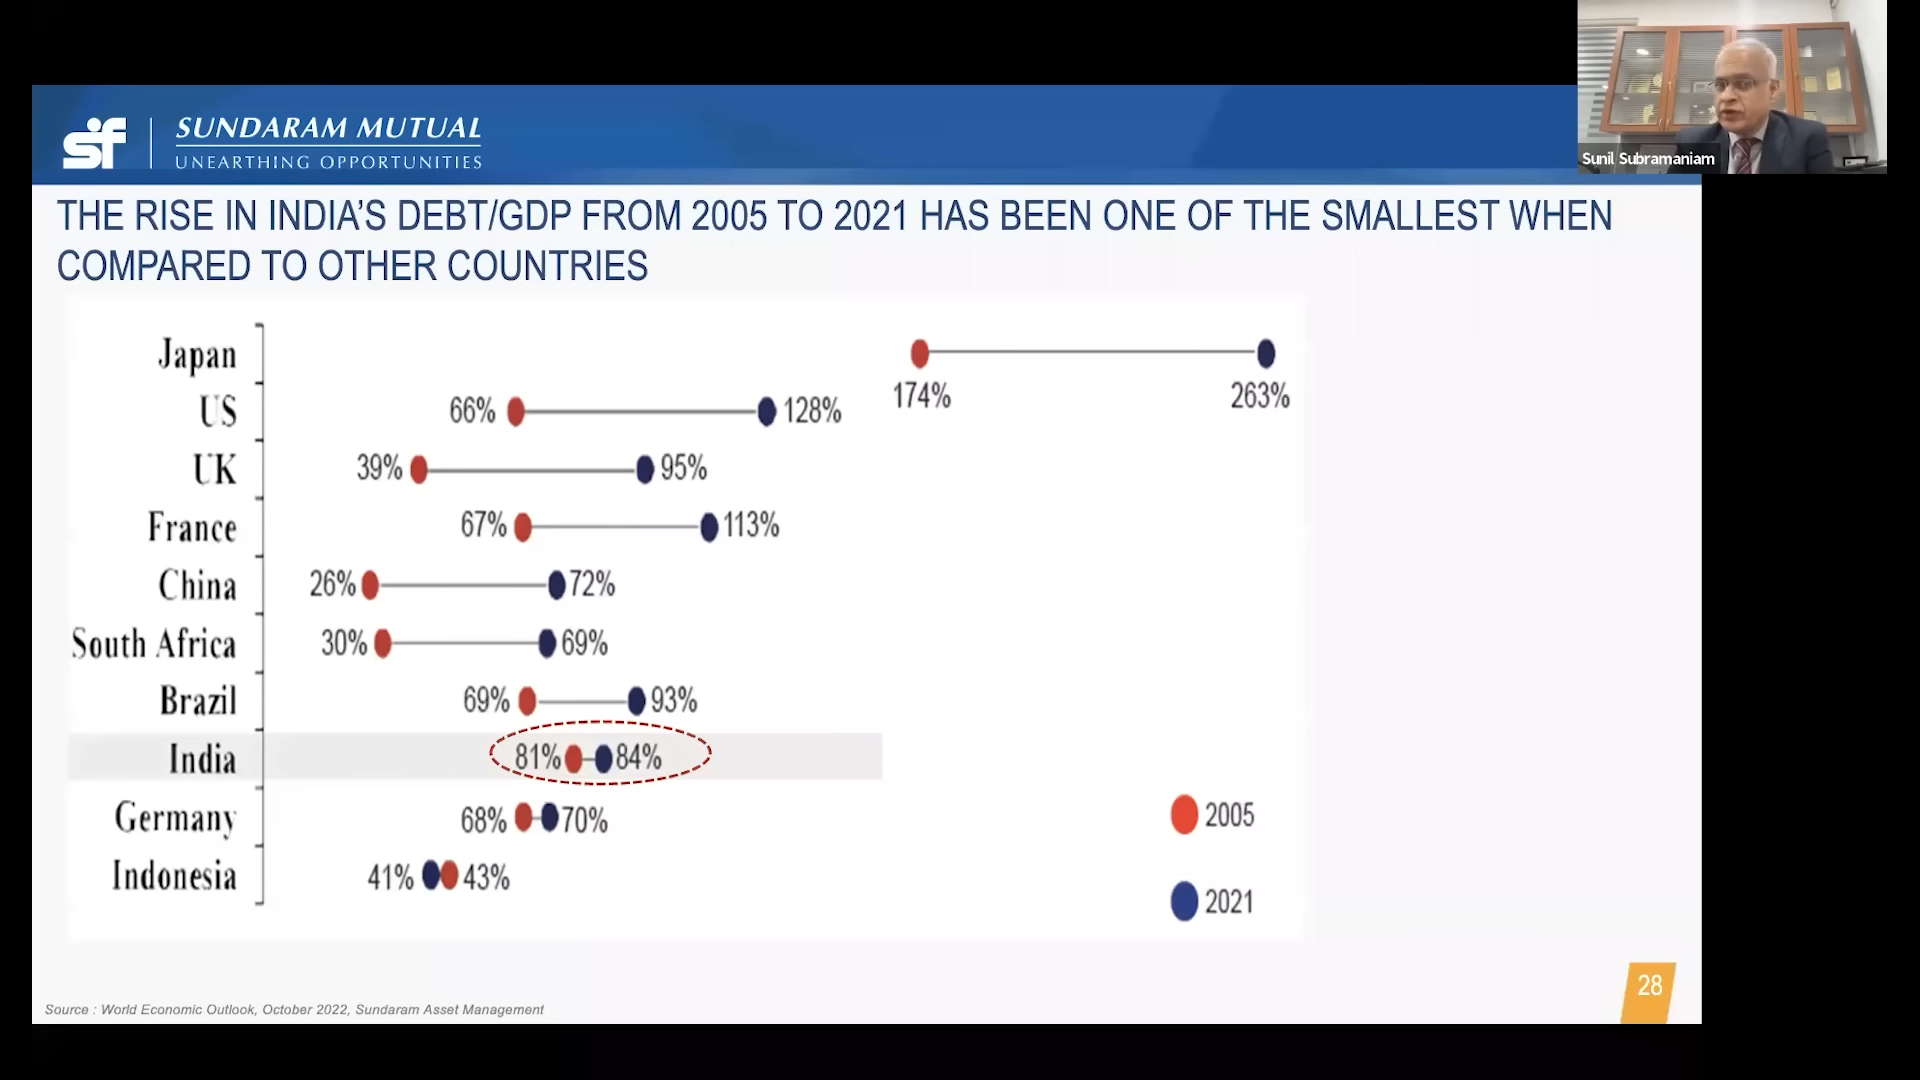 sf
SUNDARAM MUTUAL
UNEARTHING OPPORTUNITIES
Sunil Subramaniam
THE RISE IN INDIA'S DEBT/GDP FROM 2005 TO 2021 HAS BEEN ONE OF THE SMALLEST WHEN
COMPARED TO OTHER COUNTRIES
Japan
174% 263%
US 66% 128%
UK 39% 95%
France 67% 113%
China 26% 72%
South Africa 30% 69%
Brazil 69% 93%
India 81% 84%
Germany 68% 70%
Indonesia 41% 43%
2005
2021
28
Source : World Economic Outlook, October 2022, Sundaram Asset Management